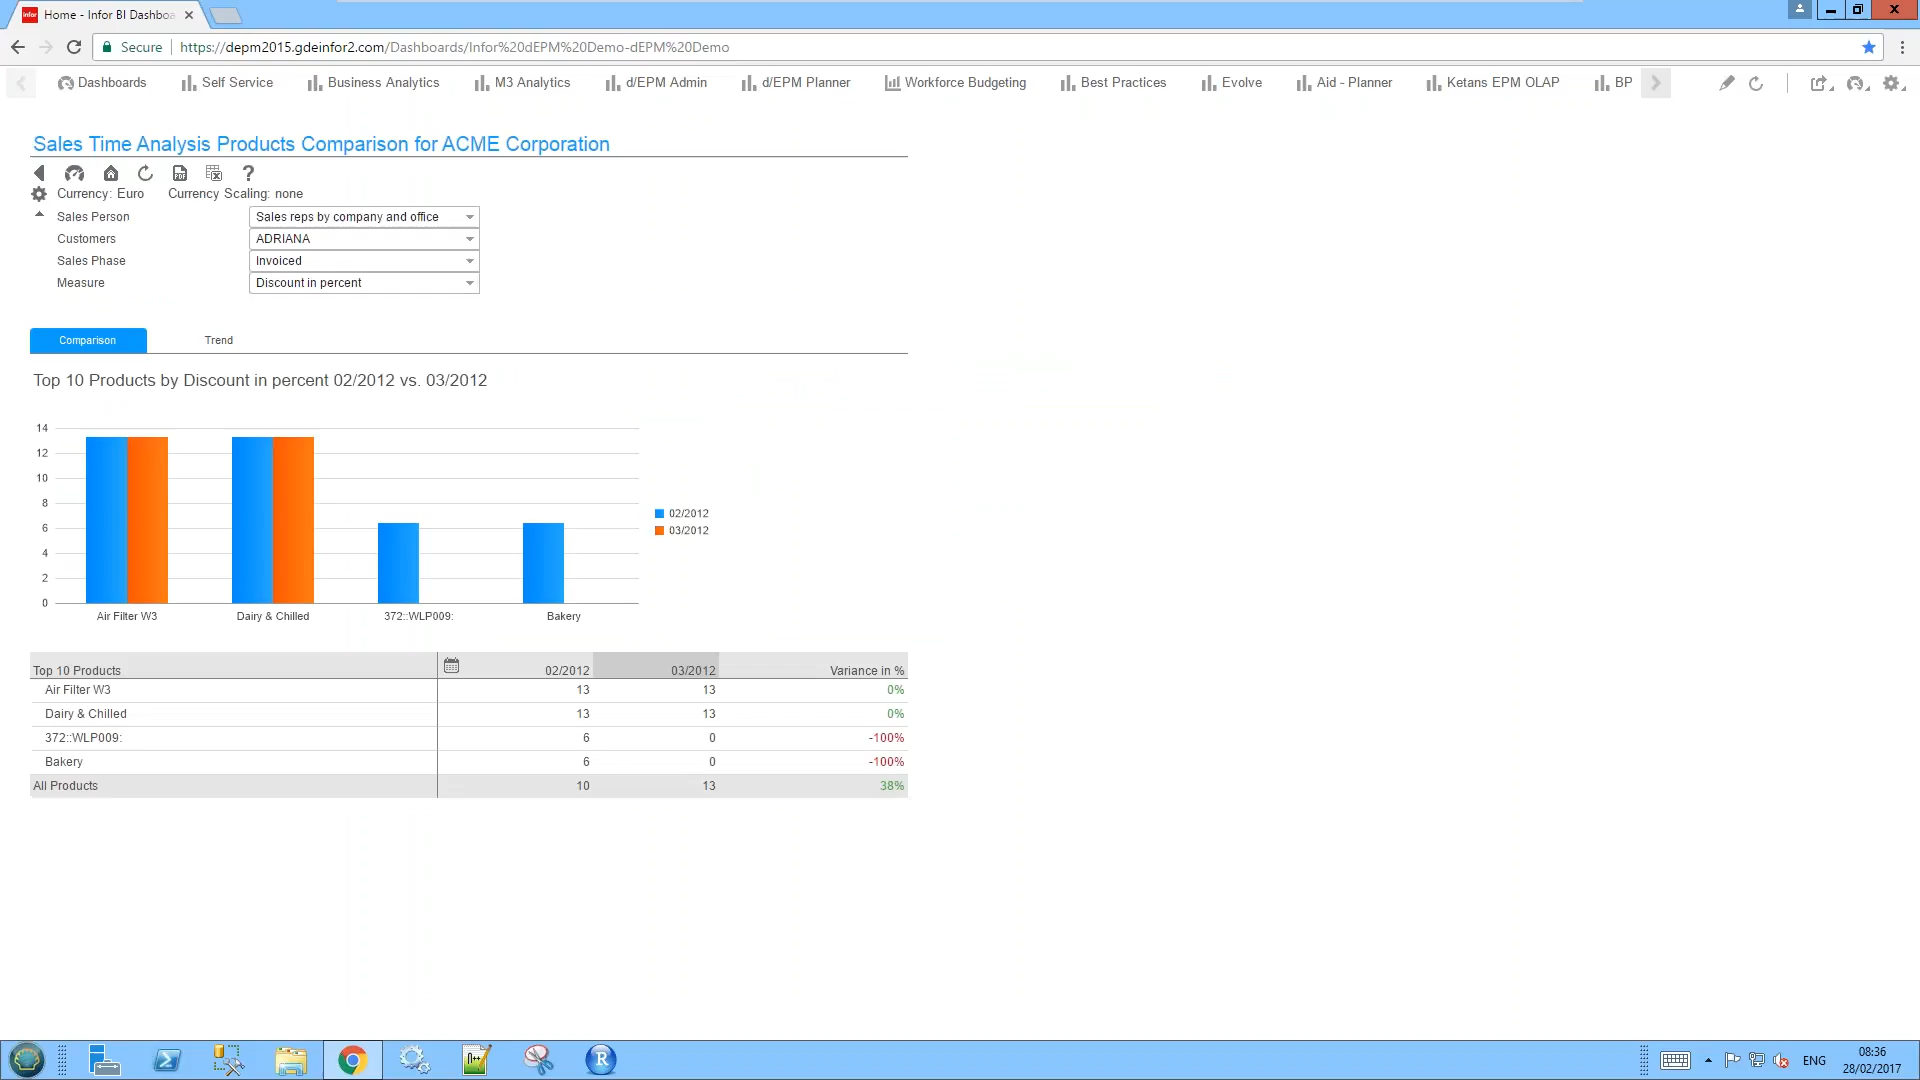 infor Home - Infor BI Dashboa
Secure https://depm2015.gdeinfor2.com/Dashboards/Infor%20dEPM%20Demo-dEPM%20Demo
Dashboards Self Service Business Analytics M3 Analytics d/EPM Admin d/EPM Planner Workforce Budgeting Best Practices Evolve Aid - Planner Ketans EPM OLAP BP
Sales Time Analysis Products Comparison for ACME Corporation
PDF X ?
Currency: Euro Currency Scaling: none
Sales Person Sales reps by company and office
Customers ADRIANA
Sales Phase Invoiced
Measure Discount in percent
Comparison Trend
Top 10 Products by Discount in percent 02/2012 vs. 03/2012
14
12
10
8
6
4
2
0
Air Filter W3 Dairy & Chilled 372::WLP009: Bakery
02/2012
03/2012
Top 10 Products 02/2012 03/2012 Variance in %
Air Filter W3 13 13 0%
Dairy & Chilled 13 13 0%
372::WLP009: 6 0 -100%
Bakery 6 0 -100%
All Products 10 13 38%
R
ENG
08:36
28/02/2017